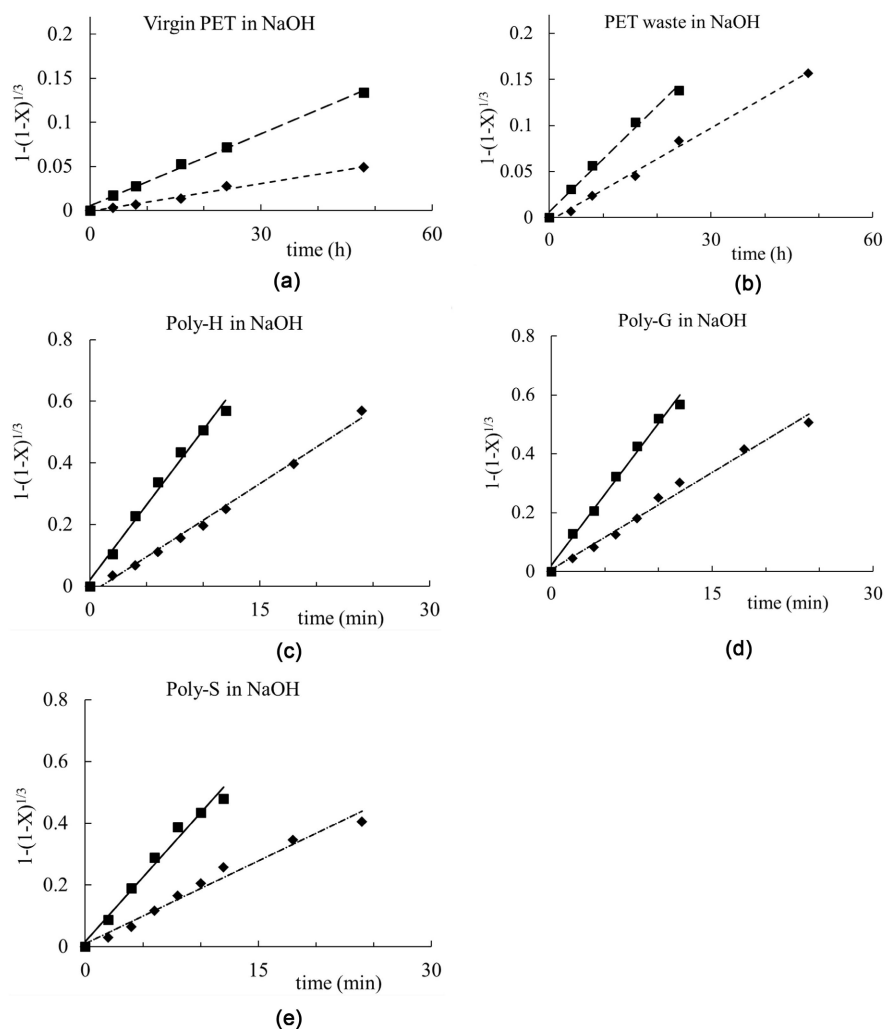 Virgin PET in NaOH
1-(1-X)^1/3
0.2
0.15
0.1
0.05
0
0
30
60
time (h)
(a)
PET waste in NaOH
1-(1-X)^1/3
0.2
0.15
0.1
0.05
0
0
30
60
time (h)
(b)
Poly-H in NaOH
1-(1-X)^1/3
0.8
0.6
0.4
0.2
0
0
15
30
time (min)
(c)
Poly-G in NaOH
1-(1-X)^1/3
0.8
0.6
0.4
0.2
0
0
15
30
time (min)
(d)
Poly-S in NaOH
1-(1-X)^1/3
0.8
0.6
0.4
0.2
0
0
15
30
time (min)
(e)